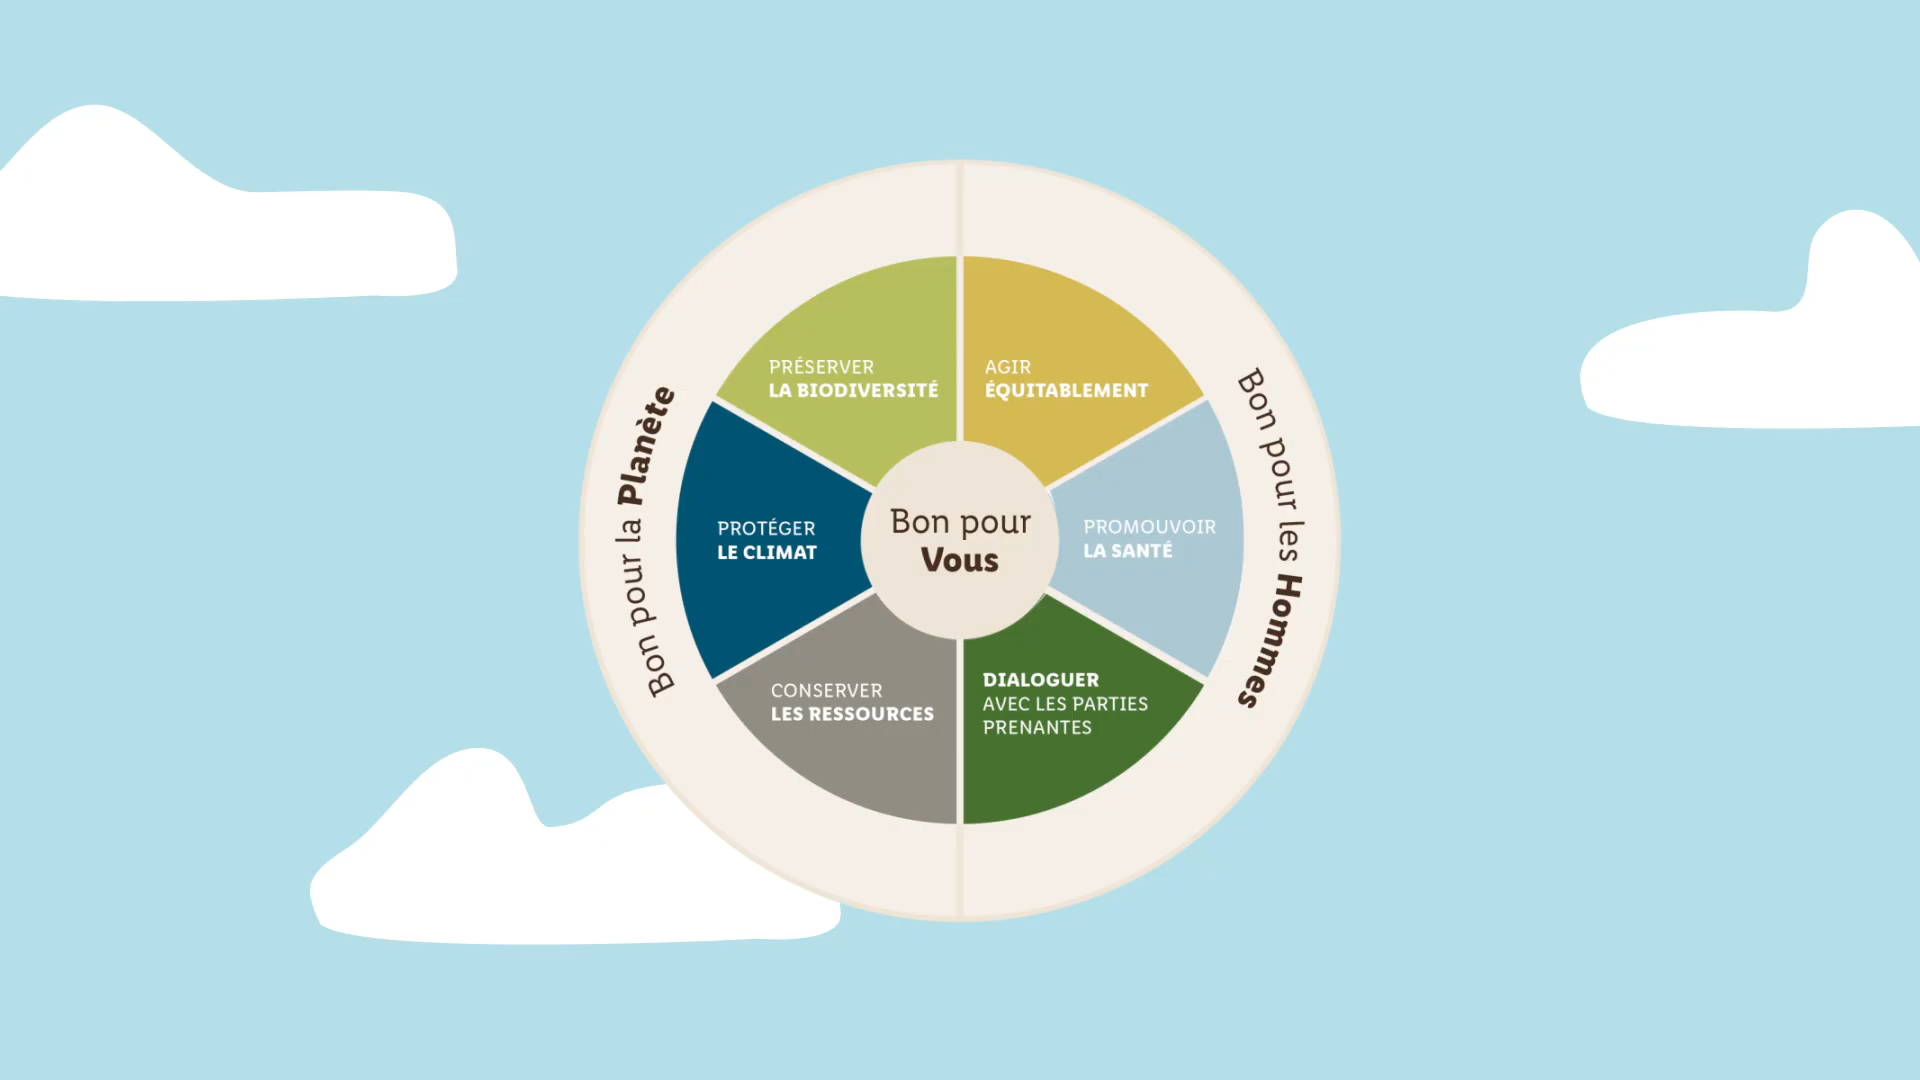 Bon pour la Planète
PRÉSERVER
LA BIODIVERSITÉ
AGIR
ÉQUITABLEMENT
PROTÉGER
LE CLIMAT
Bon pour
Vous
PROMOUVOIR
LA SANTÉ
CONSERVER
LES RESSOURCES
DIALOGUER
AVEC LES PARTIES
PRENANTES
Bon pour les Hommes